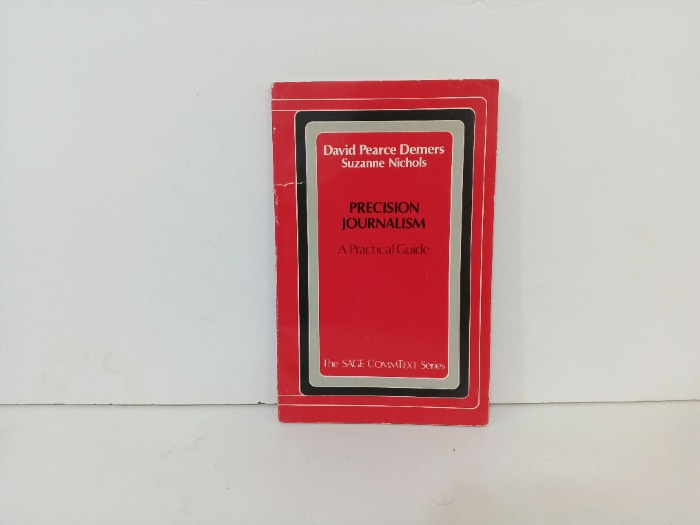 David Pearce Demers
Suzanne Nichols
PRECISION
JOURNALISM
A Practical Guide
The SAGE COMMTEXT Series